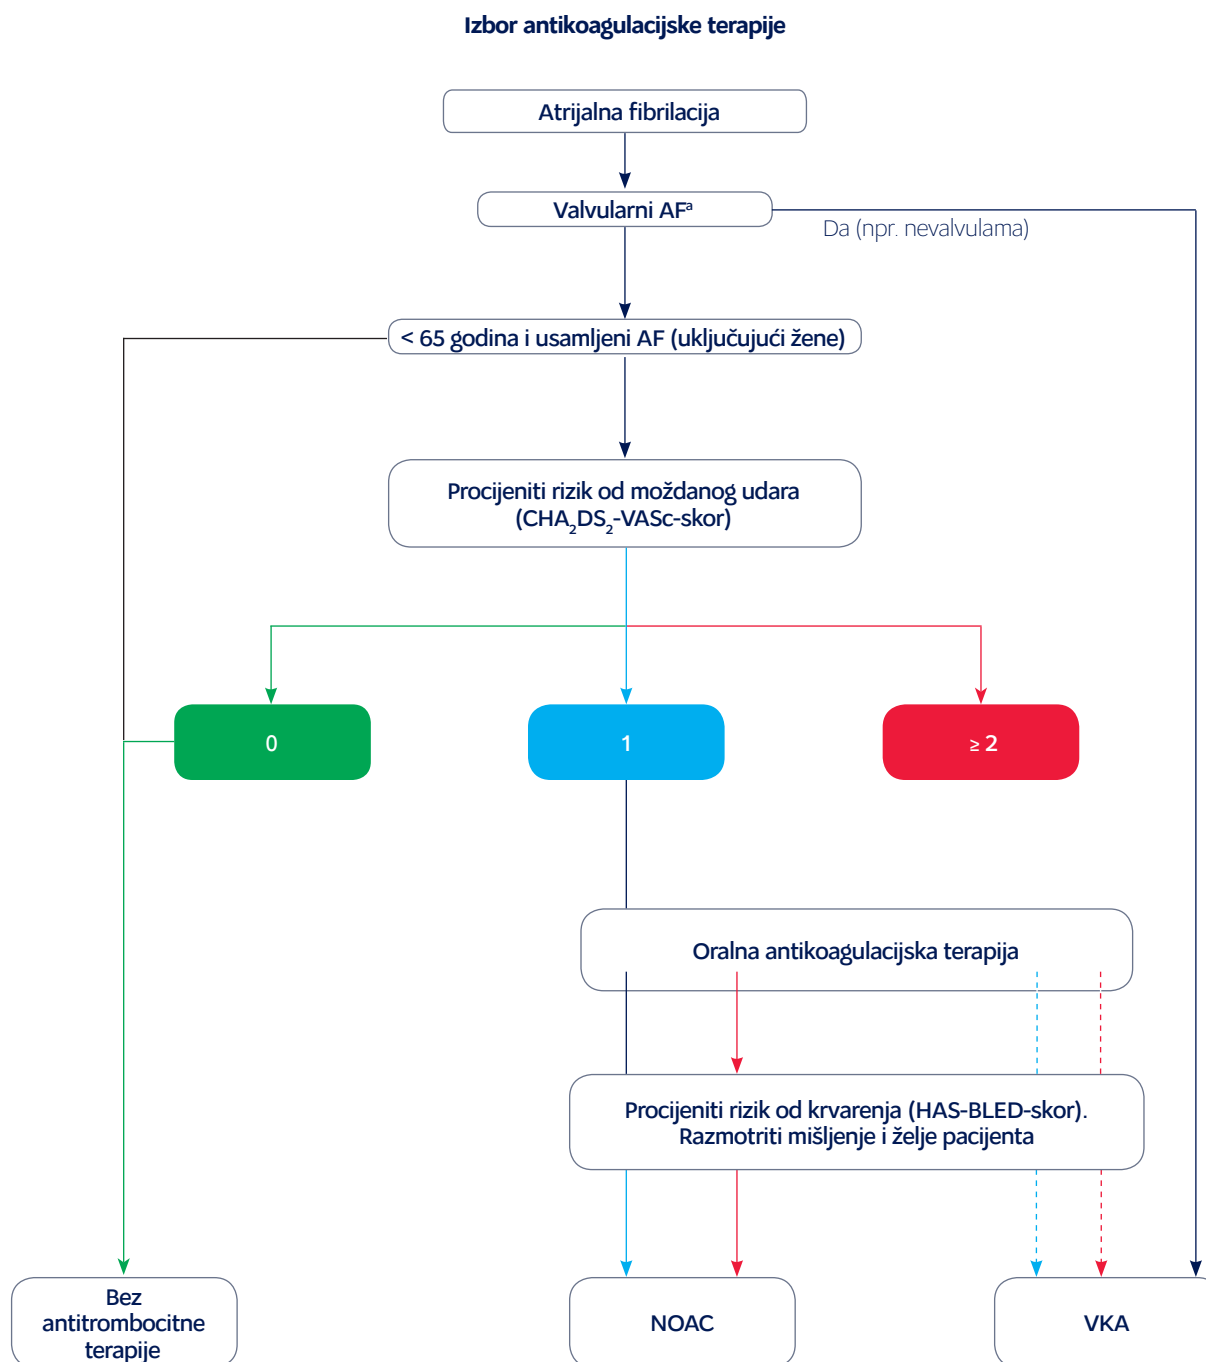 Izbor antikoagulacijske terapije
Atrijalna fibrilacija
Valvularni AFª
Da (npr. nevalvulama)
< 65 godina i usamljeni AF (uključujući žene)
Procijeniti rizik od moždanog udara
(CHA₂DS₂-VASc-skor)
0
1
≥ 2
Oralna antikoagulacijska terapija
Procijeniti rizik od krvarenja (HAS-BLED-skor).
Razmotriti mišljenje i želje pacijenta
Bez
antitrombocitne
terapije
NOAC
VKA